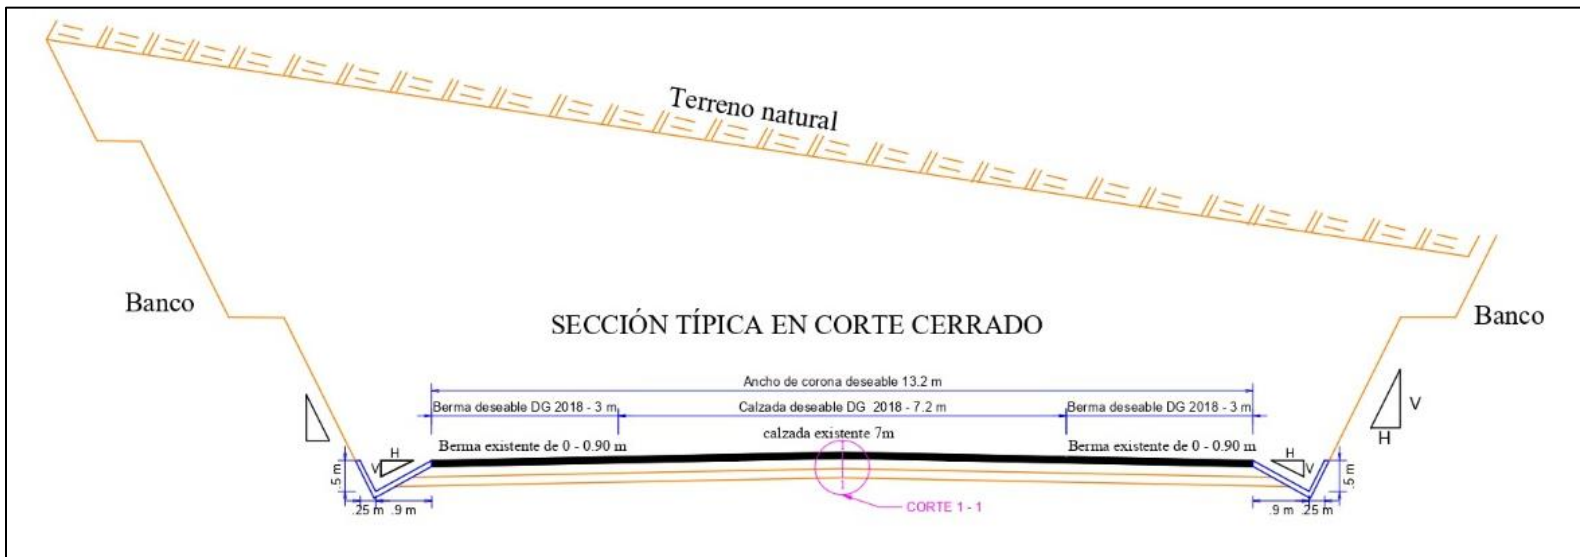 Terreno natural
Banco
SECCIÓN TÍPICA EN CORTE CERRADO
Banco
Ancho de corona deseable 13.2 m
Berma deseable DG 2018 - 3 m
Calzada deseable DG 2018 - 7.2 m
Berma deseable DG 2018 - 3 m
V
H
Berma existente de 0 - 0.90 m
calzada existente 7m
Berma existente de 0 - 0.90 m
H
V
H
V
.5 m
.5 m
.25 m
.9 m
CORTE 1 - 1
.9 m
.25 m